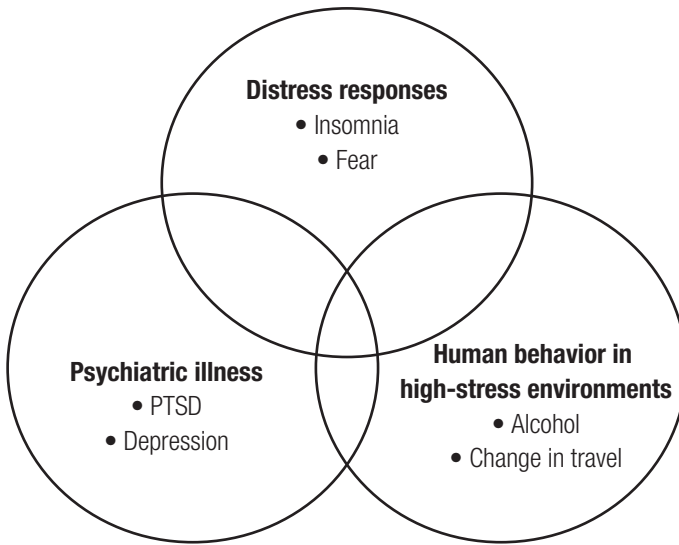 Distress responses
• Insomnia
• Fear
Psychiatric illness
• PTSD
• Depression
Human behavior in
high-stress environments
• Alcohol
• Change in travel